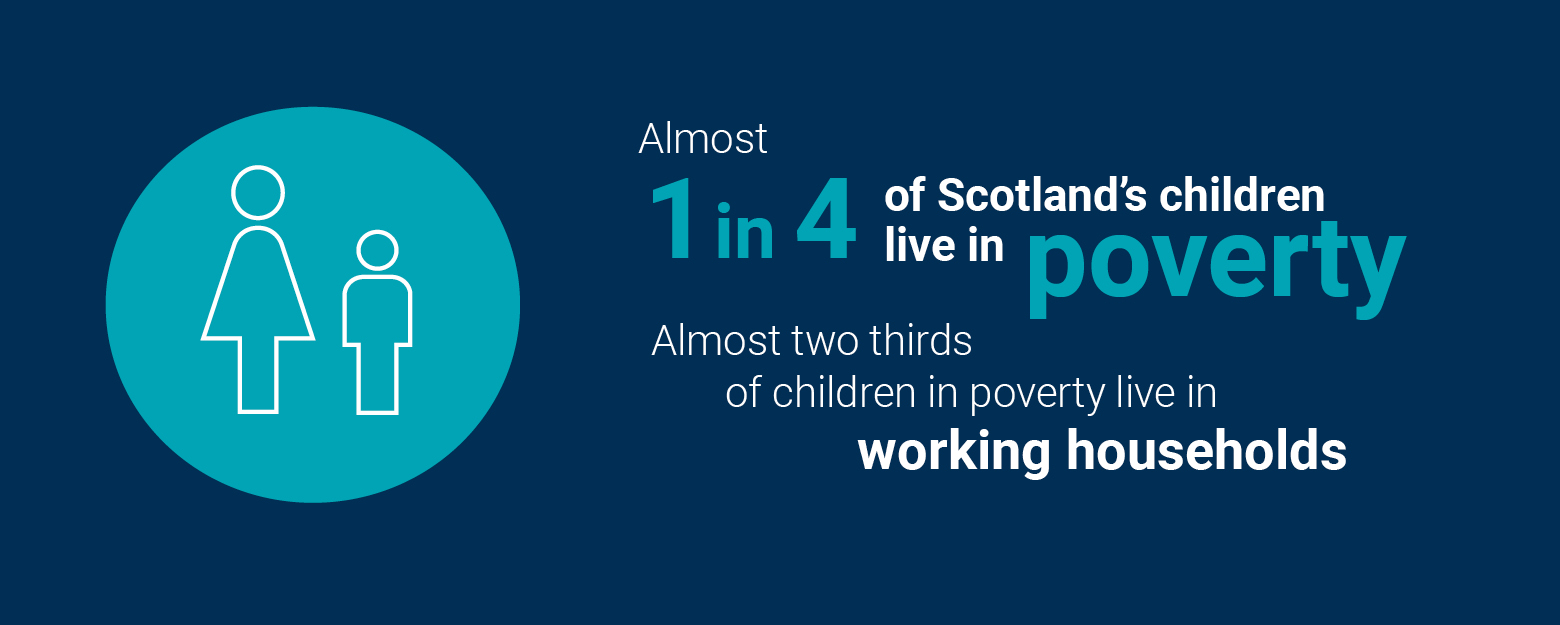 Almost
1 in 4 of Scotland’s children
live in poverty
Almost two thirds
of children in poverty live in
working households